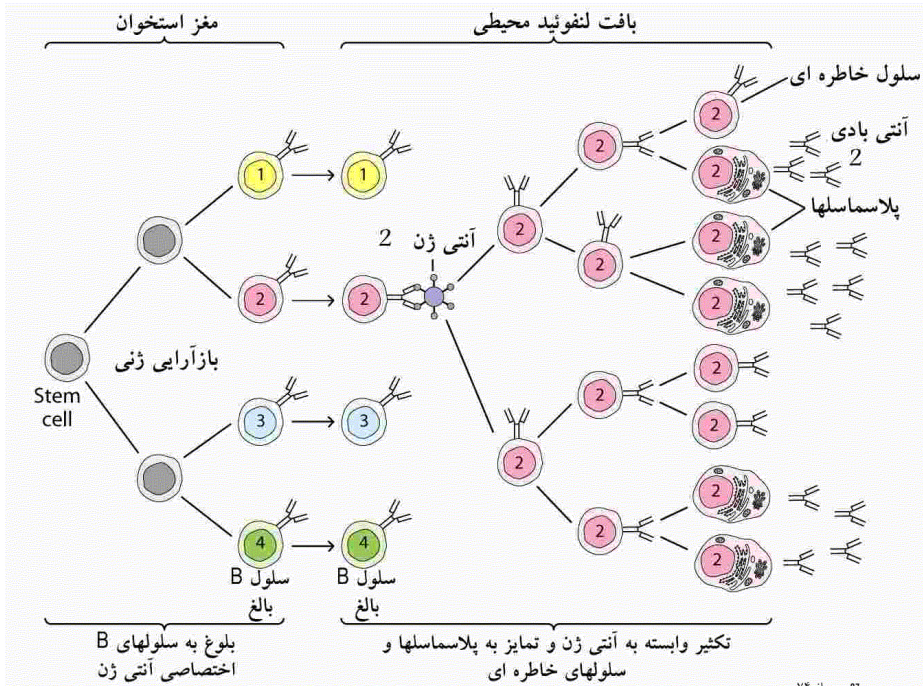 مغز استخوان
بافت لنفوئید محیطی
سلول خاطره ای
آنتی بادی
2
پلاسماسلها
آنتی ژن 2
بازآرایی ژنی
Stem
cell
1
1
2
2
3
3
4
4
2
2
2
2
2
2
2
2
2
2
2
2
2
2
سلول B
بالغ
سلول B
بالغ
بلوغ به سلولهای B
اختصاصی آنتی ژن
تکثیر وابسته به آنتی ژن و تمایز به پلاسماسلها و
سلولهای خاطره ای